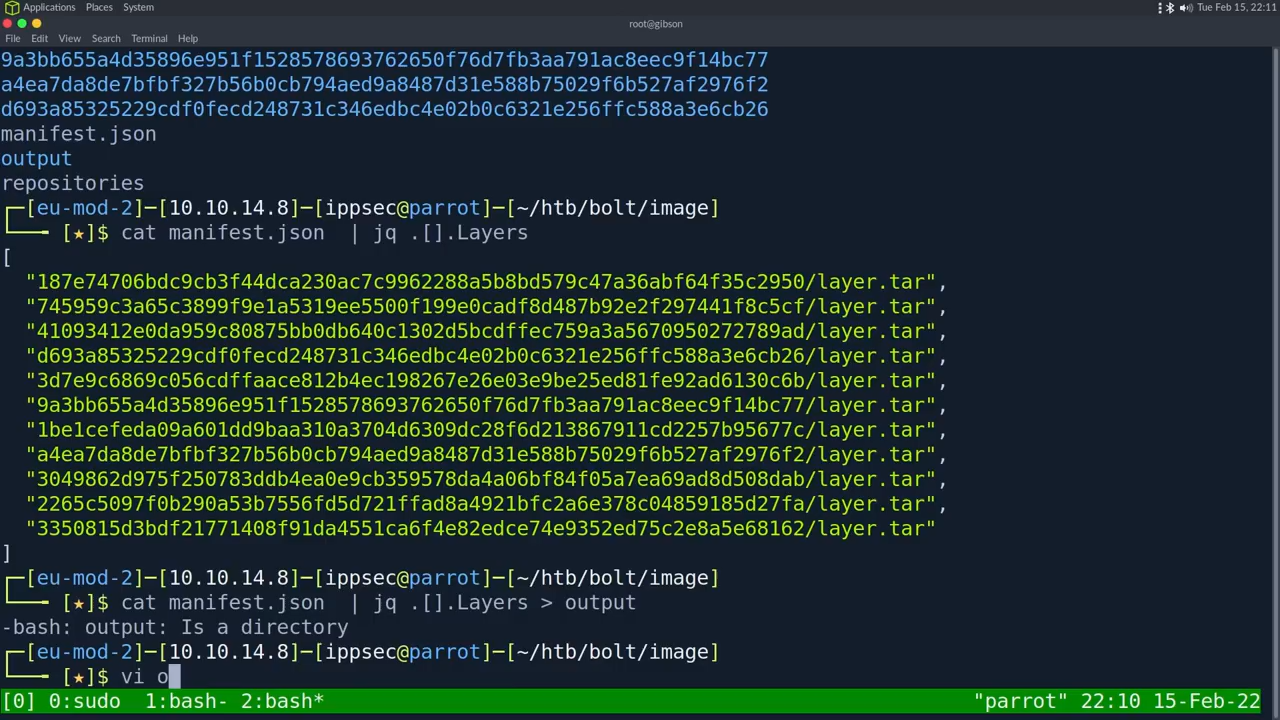 Applications Places System
Tue Feb 15, 22:11
root@gibson
File Edit View Search Terminal Help
9a3bb655a4d35896e951f1528578693762650f76d7fb3aa791ac8eec9f14bc77
a4ea7da8de7bfbf327b56b0cb794aed9a8487d31e588b75029f6b527af2976f2
d693a85325229cdf0fecd248731c346edbc4e02b0c6321e256ffc588a3e6cb26
manifest.json
output
repositories
┌─[eu-mod-2]─[10.10.14.8]─[ippsec@parrot]─[~/htb/bolt/image]
└──╼ [★]$ cat manifest.json  | jq .[].Layers
[
  "187e74706bdc9cb3f44dca230ac7c9962288a5b8bd579c47a36abf64f35c2950/layer.tar",
  "745959c3a65c3899f9e1a5319ee5500f199e0cadf8d487b92e2f297441f8c5cf/layer.tar",
  "41093412e0da959c80875bb0db640c1302d5bcdffec759a3a5670950272789ad/layer.tar",
  "d693a85325229cdf0fecd248731c346edbc4e02b0c6321e256ffc588a3e6cb26/layer.tar",
  "3d7e9c6869c056cdffaace812b4ec198267e26e03e9be25ed81fe92ad6130c6b/layer.tar",
  "9a3bb655a4d35896e951f1528578693762650f76d7fb3aa791ac8eec9f14bc77/layer.tar",
  "1be1cefeda09a601dd9baa310a3704d6309dc28f6d213867911cd2257b95677c/layer.tar",
  "a4ea7da8de7bfbf327b56b0cb794aed9a8487d31e588b75029f6b527af2976f2/layer.tar",
  "3049862d975f250783ddb4ea0e9cb359578da4a06bf84f05a7ea69ad8d508dab/layer.tar",
  "2265c5097f0b290a53b7556fd5d721ffad8a4921bfc2a6e378c04859185d27fa/layer.tar",
  "3350815d3bdf21771408f91da4551ca6f4e82edce74e9352ed75c2e8a5e68162/layer.tar"
]
┌─[eu-mod-2]─[10.10.14.8]─[ippsec@parrot]─[~/htb/bolt/image]
└──╼ [★]$ cat manifest.json  | jq .[].Layers > output
-bash: output: Is a directory
┌─[eu-mod-2]─[10.10.14.8]─[ippsec@parrot]─[~/htb/bolt/image]
└──╼ [★]$ vi o
[0] 0:sudo  1:bash- 2:bash*
"parrot" 22:10 15-Feb-22